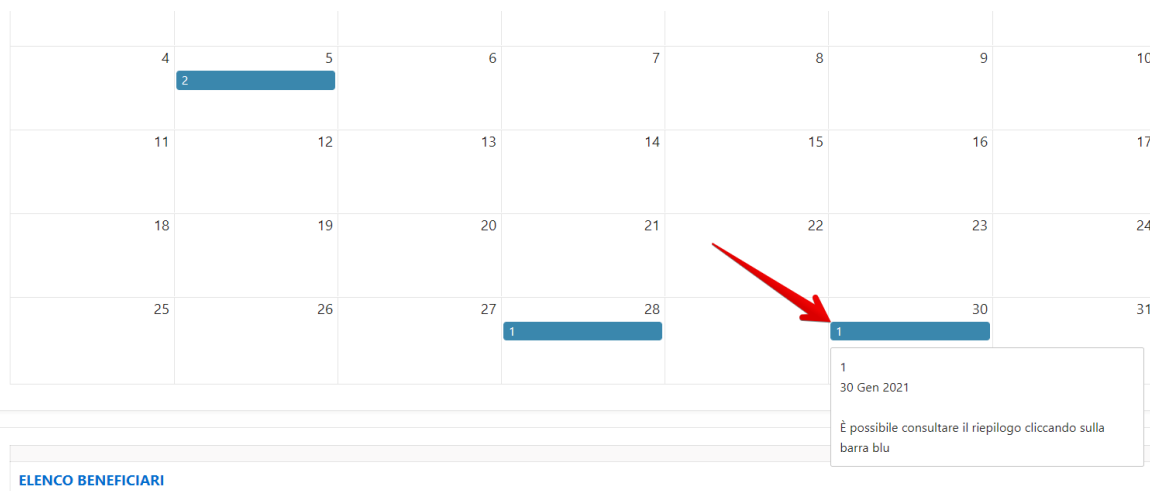 4 5 6 7 8 9 10
2
11 12 13 14 15 16 17
18 19 20 21 22 23 24
25 26 27 28 30 31
1 1
1
30 Gen 2021
È possibile consultare il riepilogo cliccando sulla
barra blu
ELENCO BENEFICIARI